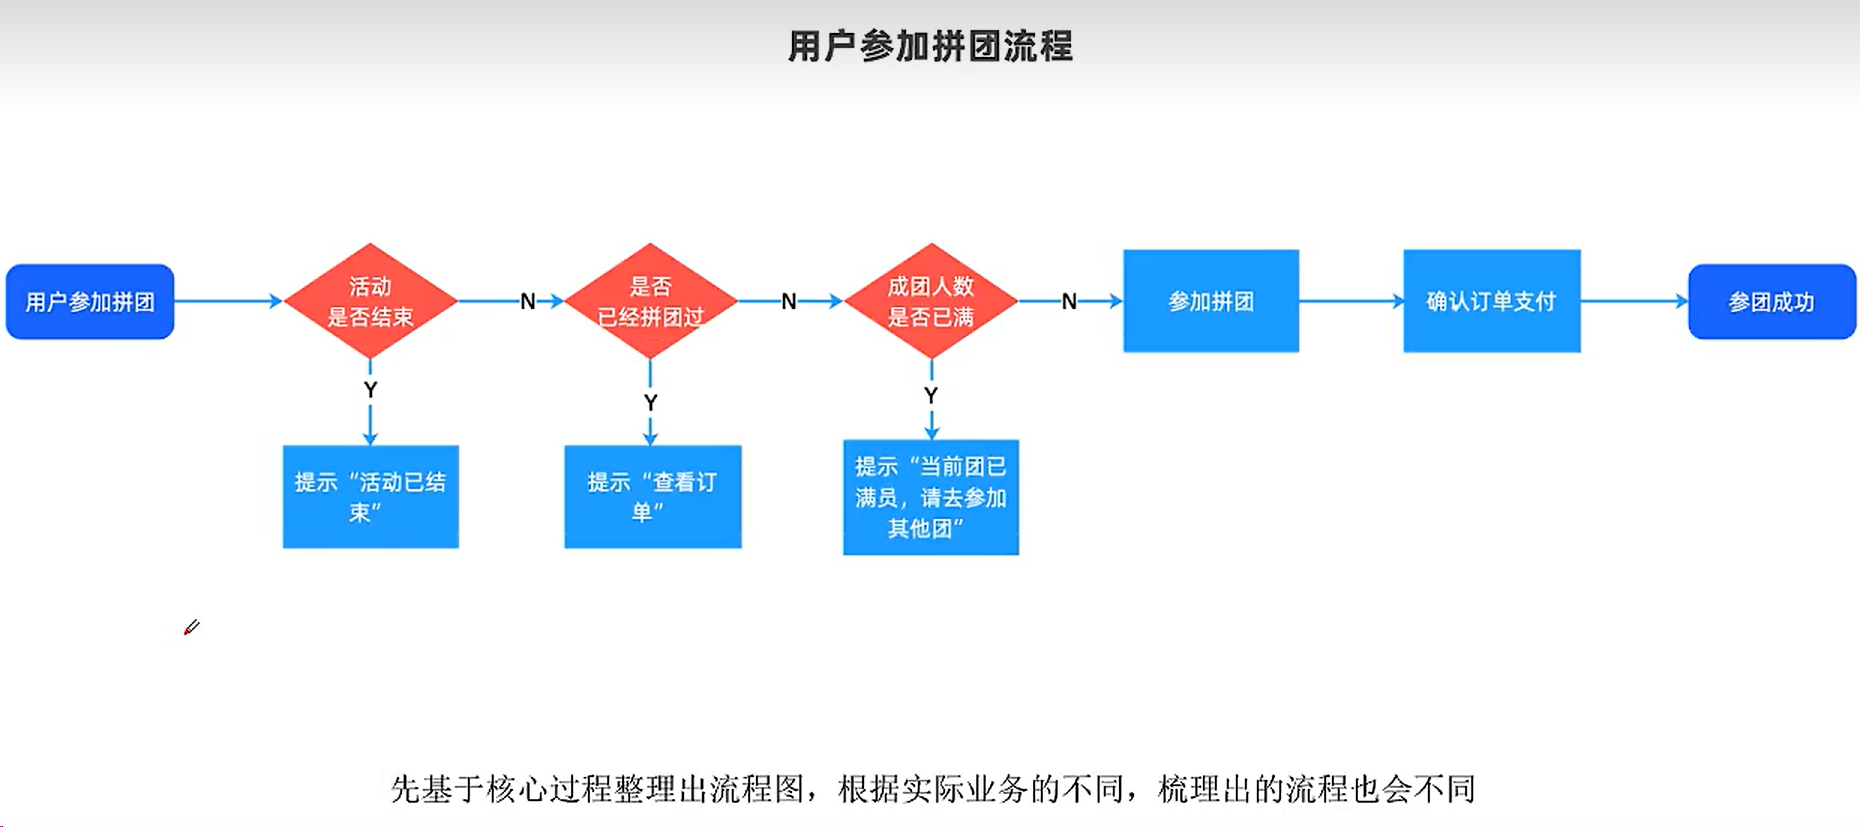 用户参加拼团流程
用户参加拼团
活动
是否结束
N
是否
已经拼团过
N
成团人数
是否已满
N
参加拼团
确认订单支付
参团成功
Y
Y
Y
提示“活动已结
束”
提示“查看订
单”
提示“当前团已
满员，请去参加
其他团”
先基于核心过程整理出流程图，根据实际业务的不同，梳理出的流程也会不同